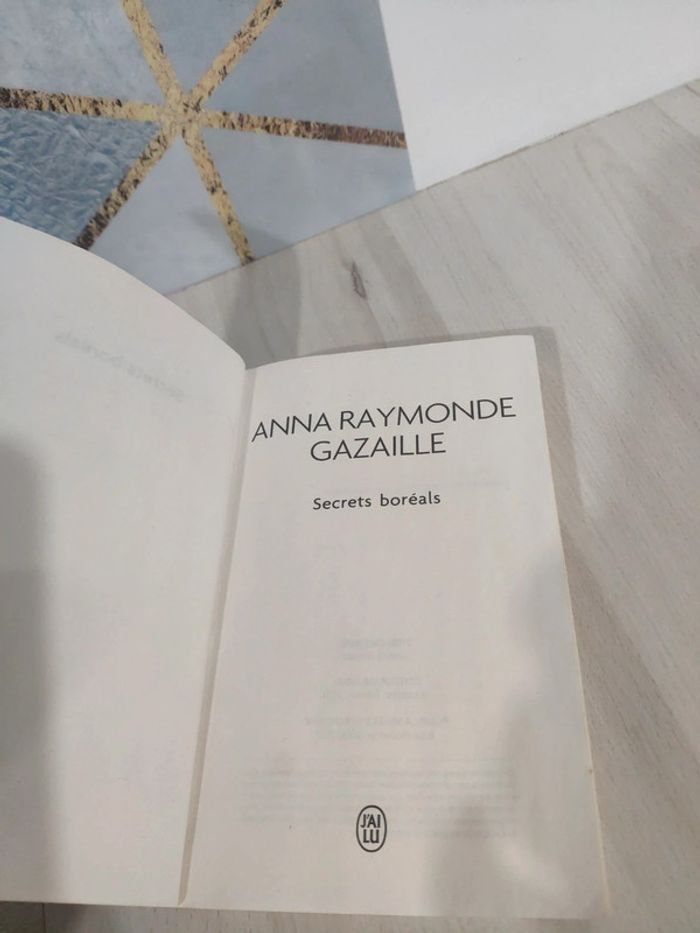 ANNA RAYMONDE
GAZAILLE
Secrets boréals
J'AI
LU